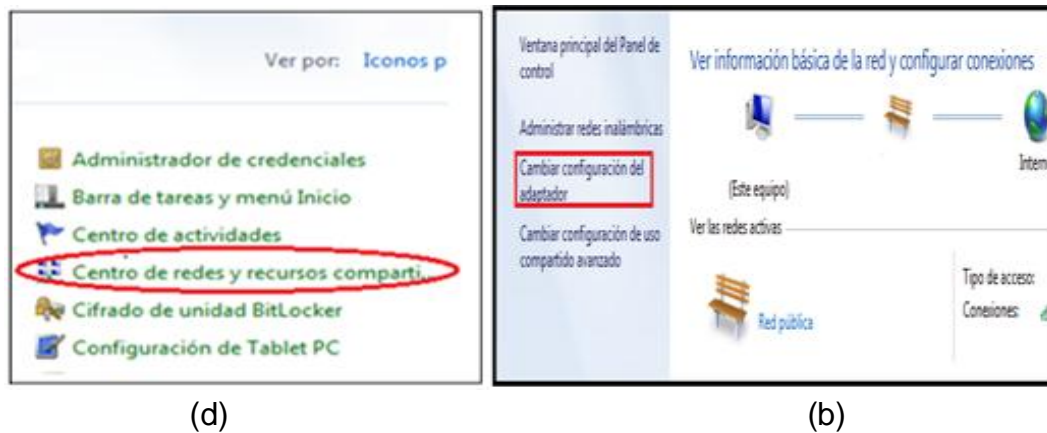 Ver por: Iconos p
Administrador de credenciales
Barra de tareas y menú Inicio
Centro de actividades
Centro de redes y recursos comparti...
Cifrado de unidad BitLocker
Configuración de Tablet PC
(d)
Ventana principal del Panel de
control
Administrar redes inalámbricas
Cambiar configuración del
adaptador
Cambiar configuración de uso
compartido avanzado
Ver información básica de la red y configurar conexiones
(Este equipo)
Intern
Ver las redes activas
Red pública
Tipo de acceso:
Conexiones:
(b)